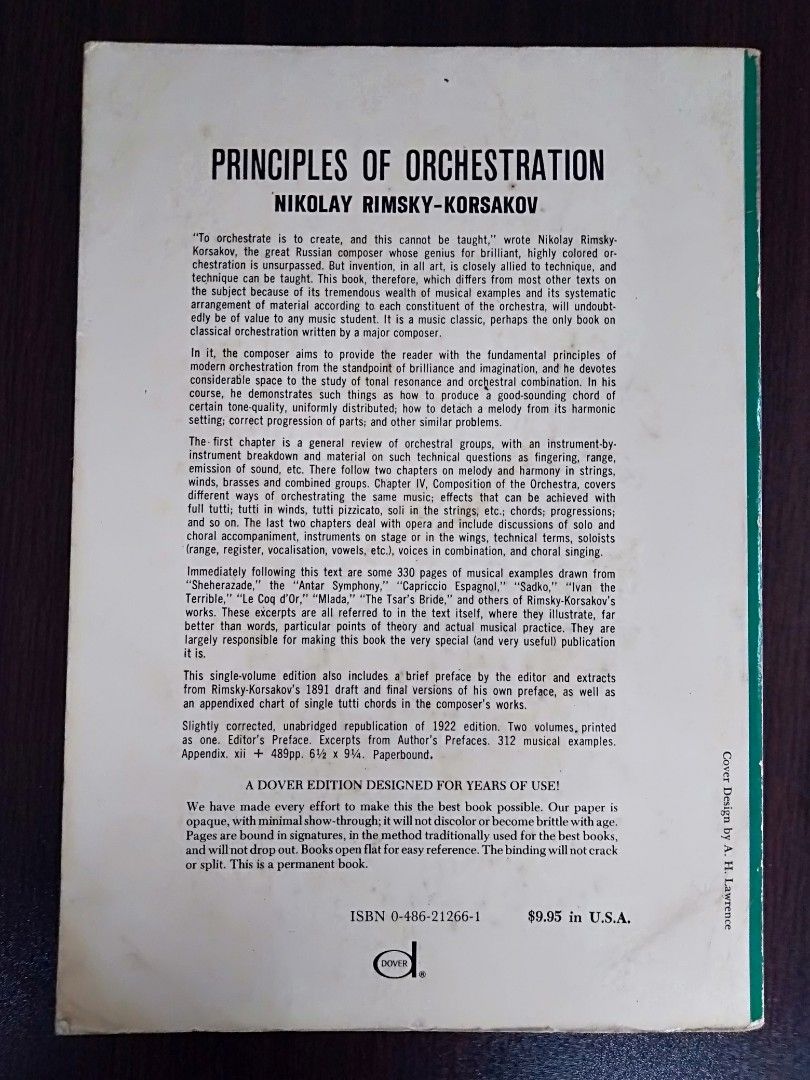 PRINCIPLES OF ORCHESTRATION
NIKOLAY RIMSKY-KORSAKOV
"To orchestrate is to create, and this cannot be taught," wrote Nikolay Rimsky-
Korsakov, the great Russian composer whose genius for brilliant, highly colored or-
chestration is unsurpassed. But invention, in all art, is closely allied to technique, and
technique can be taught. This book, therefore, which differs from most other texts on
the subject because of its tremendous wealth of musical examples and its systematic
arrangement of material according to each constituent of the orchestra, will undoubt-
edly be of value to any music student. It is a music classic, perhaps the only book on
classical orchestration written by a major composer.
In it, the composer aims to provide the reader with the fundamental principles of
modern orchestration from the standpoint of brilliance and imagination, and he devotes
considerable space to the study of tonal resonance and orchestral combination. In his
course, he demonstrates such things as how to produce a good-sounding chord of
certain tone-quality, uniformly distributed; how to detach a melody from its harmonic
setting; correct progression of parts; and other similar problems.
The first chapter is a general review of orchestral groups, with an instrument-by-
instrument breakdown and material on such technical questions as fingering, range,
emission of sound, etc. There follow two chapters on melody and harmony in strings,
winds, brasses and combined groups. Chapter IV, Composition of the Orchestra, covers
different ways of orchestrating the same music; effects that can be achieved with
full tutti; tutti in winds, tutti pizzicato, soli in the strings, etc.; chords; progressions;
and so on. The last two chapters deal with opera and include discussions of solo and
choral accompaniment, instruments on stage or in the wings, technical terms, soloists
(range, register, vocalisation, vowels, etc.), voices in combination, and choral singing.
Immediately following this text are some 330 pages of musical examples drawn from
"Sheherazade," the "Antar Symphony," "Capriccio Espagnol," "Sadko," "Ivan the
Terrible," "Le Coq d'Or," "Mlada," "The Tsar's Bride," and others of Rimsky-Korsakov's
works. These excerpts are all referred to in the text itself, where they illustrate, far
better than words, particular points of theory and actual musical practice. They are
largely responsible for making this book the very special (and very useful) publication
it is.
This single-volume edition also includes a brief preface by the editor and extracts
from Rimsky-Korsakov's 1891 draft and final versions of his own preface, as well as
an appendixed chart of single tutti chords in the composer's works.
Slightly corrected, unabridged republication of 1922 edition. Two volumes, printed
as one. Editor's Preface. Excerpts from Author's Prefaces. 312 musical examples.
Appendix. xii + 489pp. 6½ x 9¼. Paperbound.
A DOVER EDITION DESIGNED FOR YEARS OF USE!
We have made every effort to make this the best book possible. Our paper is
opaque, with minimal show-through; it will not discolor or become brittle with age.
Pages are bound in signatures, in the method traditionally used for the best books,
and will not drop out. Books open flat for easy reference. The binding will not crack
or split. This is a permanent book.
ISBN 0-486-21266-1 $9.95 in U.S.A.
DOVER ®
Cover Design by A. H. Lawrence